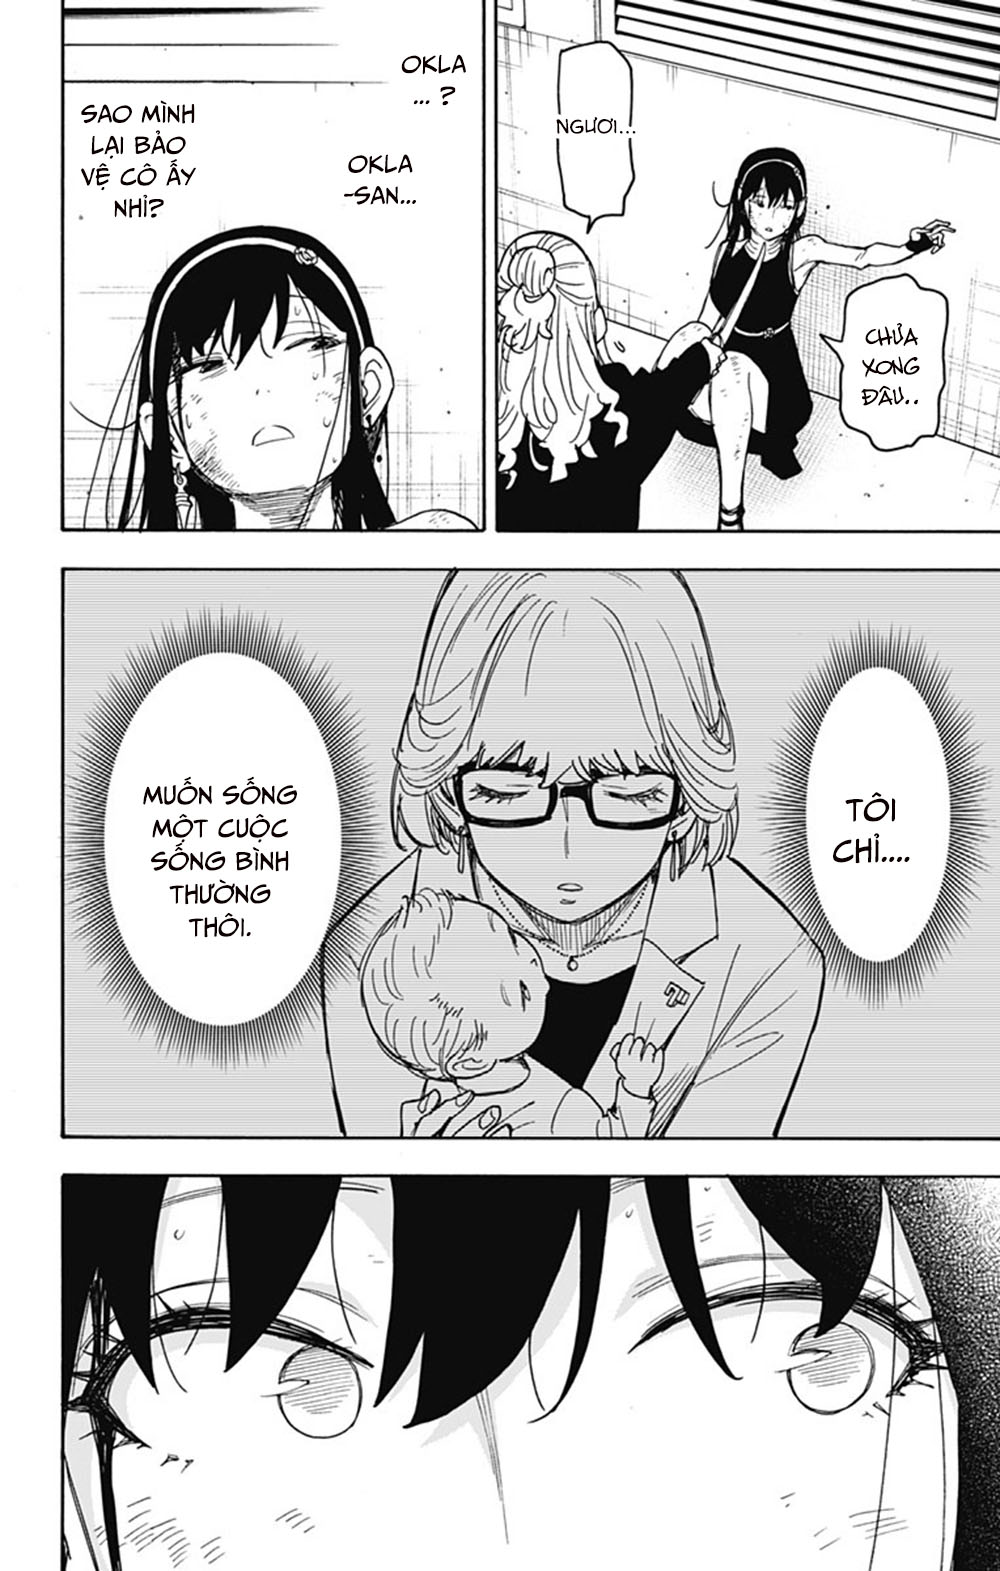 NGƯƠI...
CHƯA
XONG
ĐÂU..
OKLA
... ?
OKLA
-SAN...
SAO MÌNH
LẠI BẢO
VỆ CÔ ẤY
NHỈ?
TÔI
CHỈ....
MUỐN SỐNG
MỘT CUỘC
SỐNG BÌNH
THƯỜNG
THÔI.